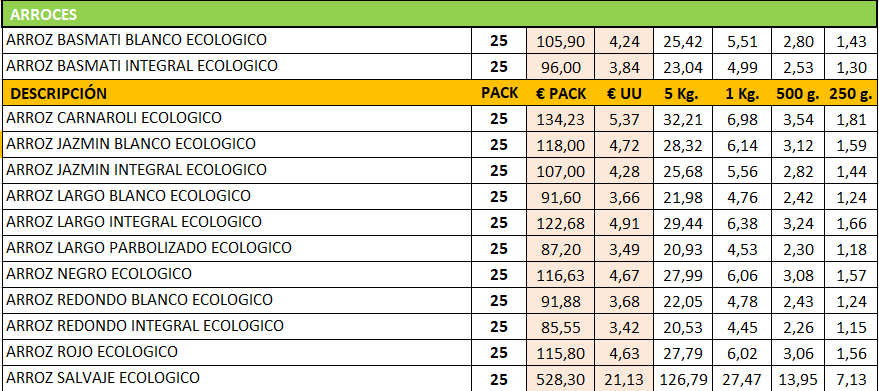 ARROCES
ARROZ BASMATI BLANCO ECOLOGICO 25 105,90 4,24 25,42 5,51 2,80 1,43
ARROZ BASMATI INTEGRAL ECOLOGICO 25 96,00 3,84 23,04 4,99 2,53 1,30
DESCRIPCIÓN PACK € PACK € UU 5 Kg. 1 Kg. 500 g. 250 g.
ARROZ CARNAROLI ECOLOGICO 25 134,23 5,37 32,21 6,98 3,54 1,81
ARROZ JAZMIN BLANCO ECOLOGICO 25 118,00 4,72 28,32 6,14 3,12 1,59
ARROZ JAZMIN INTEGRAL ECOLOGICO 25 107,00 4,28 25,68 5,56 2,82 1,44
ARROZ LARGO BLANCO ECOLOGICO 25 91,60 3,66 21,98 4,76 2,42 1,24
ARROZ LARGO INTEGRAL ECOLOGICO 25 122,68 4,91 29,44 6,38 3,24 1,66
ARROZ LARGO PARBOLIZADO ECOLOGICO 25 87,20 3,49 20,93 4,53 2,30 1,18
ARROZ NEGRO ECOLOGICO 25 116,63 4,67 27,99 6,06 3,08 1,57
ARROZ REDONDO BLANCO ECOLOGICO 25 91,88 3,68 22,05 4,78 2,43 1,24
ARROZ REDONDO INTEGRAL ECOLOGICO 25 85,55 3,42 20,53 4,45 2,26 1,15
ARROZ ROJO ECOLOGICO 25 115,80 4,63 27,79 6,02 3,06 1,56
ARROZ SALVAJE ECOLOGICO 25 528,30 21,13 126,79 27,47 13,95 7,13